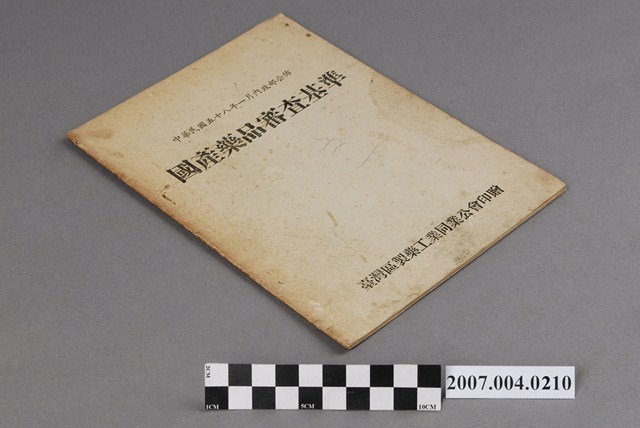 中華民國五十八年一月內政部公佈
國產藥品審查基準
臺灣區製藥工業同業公會印贈
2CM
1CM 5CM 10CM
2007.004.0210